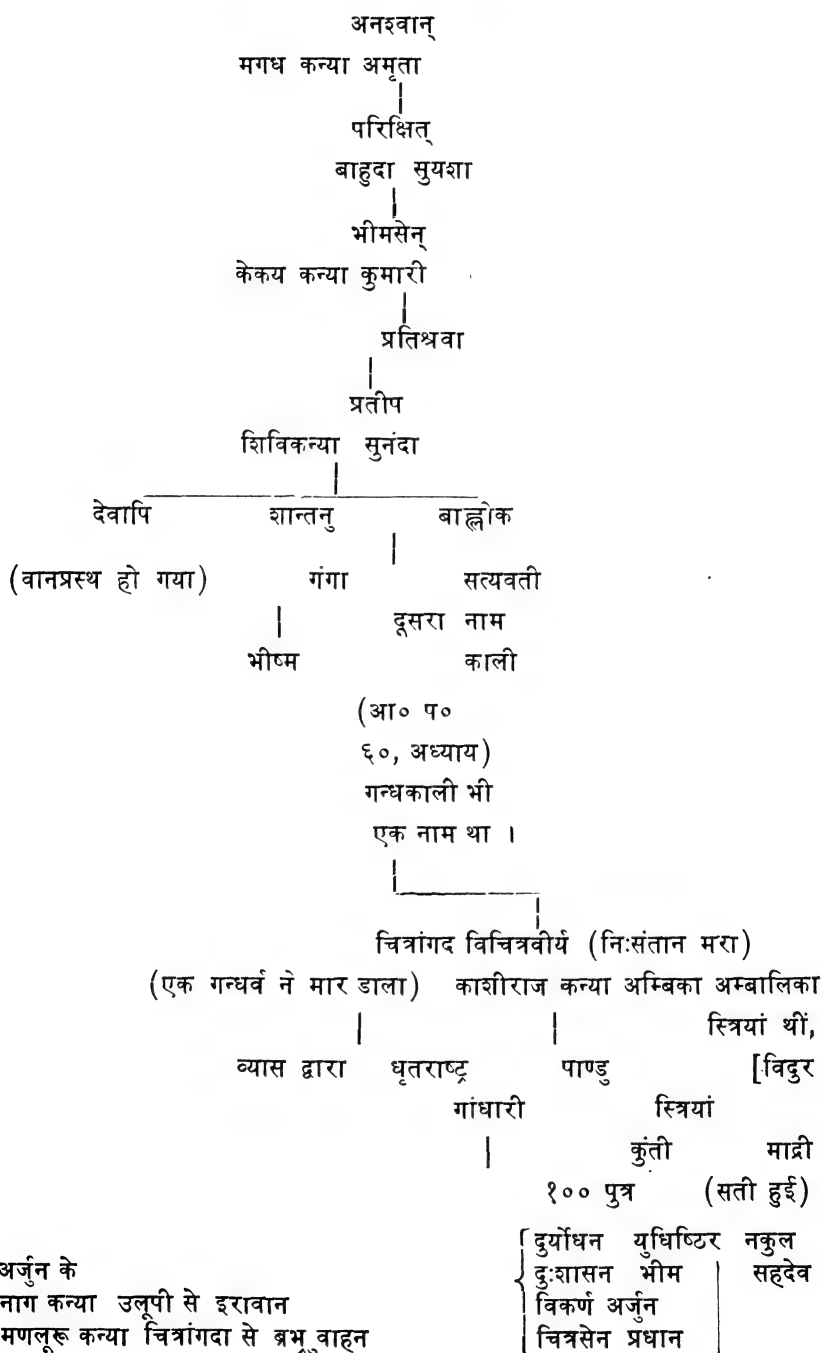 अनश्वान्
मगध कन्या अमृता
परिक्षित्
बाहुदा सुयशा
भीमसेन्
केकय कन्या कुमारी
प्रतिश्रवा
प्रतीप
शिविकन्या सुनंदा
देवापि शान्तनु बाह्लोक
(वानप्रस्थ हो गया) गंगा सत्यवती
दूसरा नाम
भीष्म काली
(आ० प०
६०, अध्याय)
गन्धकाली भी
एक नाम था ।
चित्रांगद विचित्रवीर्य (निःसंतान मरा)
(एक गन्धर्व ने मार डाला) काशीराज कन्या अम्बिका अम्बालिका
स्त्रियां थीं,
व्यास द्वारा धृतराष्ट्र पाण्डु [विदुर
गांधारी स्त्रियां
कुंती माद्री
१०० पुत्र (सती हुई)
दुर्योधन युधिष्ठिर नकुल
अर्जुन के दुःशासन भीम सहदेव
नाग कन्या उलूपी से इरावान विकर्ण अर्जुन
मणलूरू कन्या चित्रांगदा से ब्रभ्रूवाहन चित्रसेन प्रधान